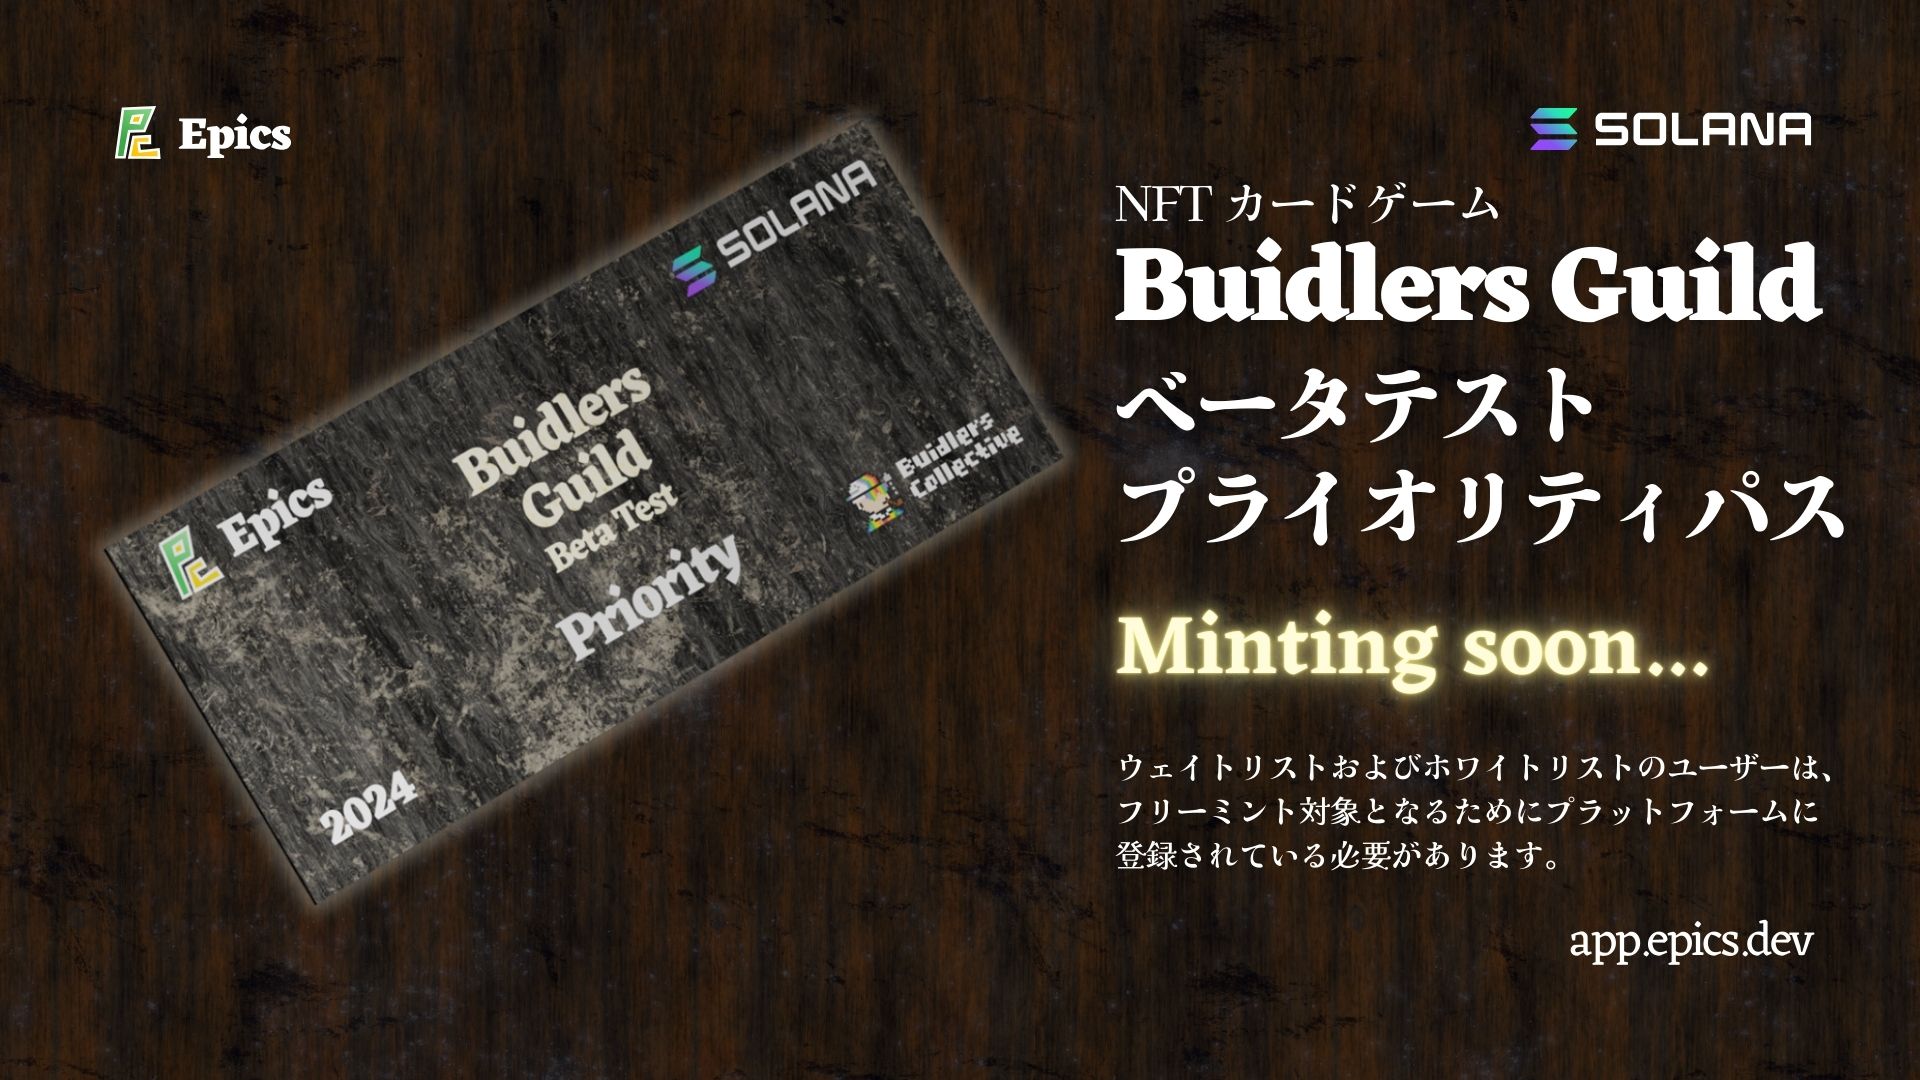 Epics
SOLANA
SOLANA
Buidlers
Guild
Beta Test
Priority
Epics
Buidlers
Collective
2024
NFT カードゲーム
Buidlers Guild
ベータテスト
プライオリティパス
Minting soon...
ウェイトリストおよびホワイトリストのユーザーは、
フリーミント対象となるためにプラットフォームに
登録されている必要があります。
app.epics.dev